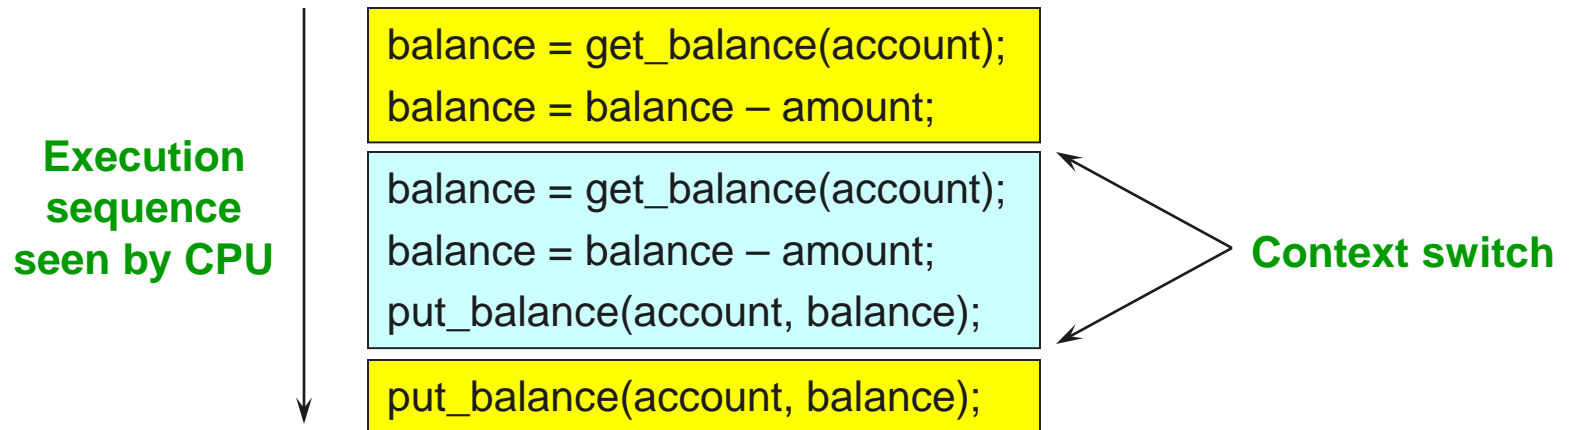 Execution
sequence
seen by CPU
balance = get_balance(account);
balance = balance – amount;
balance = get_balance(account);
balance = balance – amount;
put_balance(account, balance);
put_balance(account, balance);
Context switch